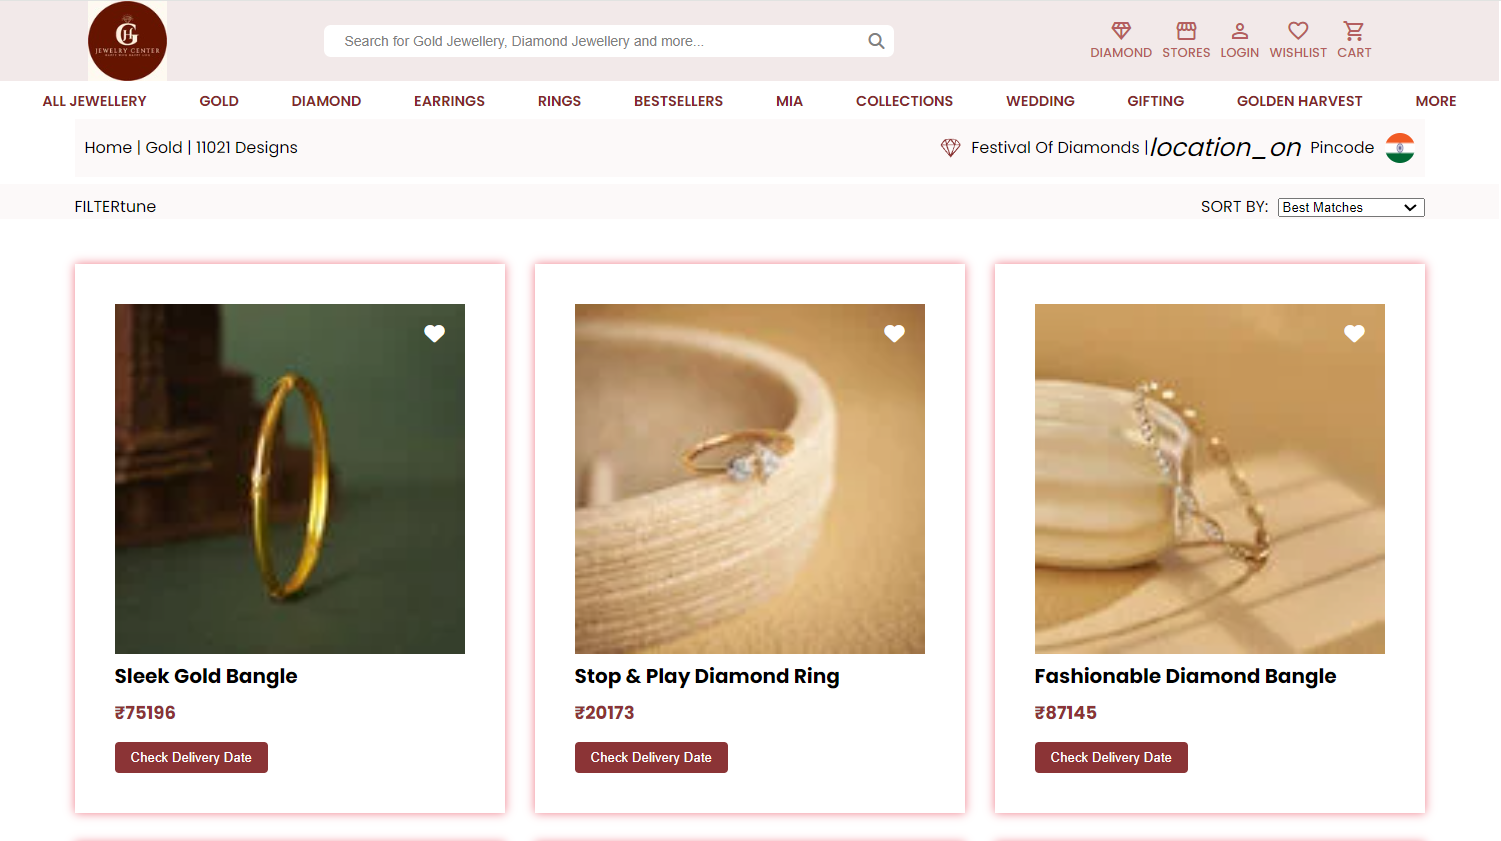 GH
JEWELRY CENTER
Search for Gold Jewellery, Diamond Jewellery and more...
DIAMOND STORES LOGIN WISHLIST CART
ALL JEWELLERY GOLD DIAMOND EARRINGS RINGS BESTSELLERS MIA COLLECTIONS WEDDING GIFTING GOLDEN HARVEST MORE
Home | Gold | 11021 Designs
Festival Of Diamonds |location_on Pincode
FILTERtune
SORT BY: Best Matches
Sleek Gold Bangle
₹75196
Check Delivery Date
Stop & Play Diamond Ring
₹20173
Check Delivery Date
Fashionable Diamond Bangle
₹87145
Check Delivery Date